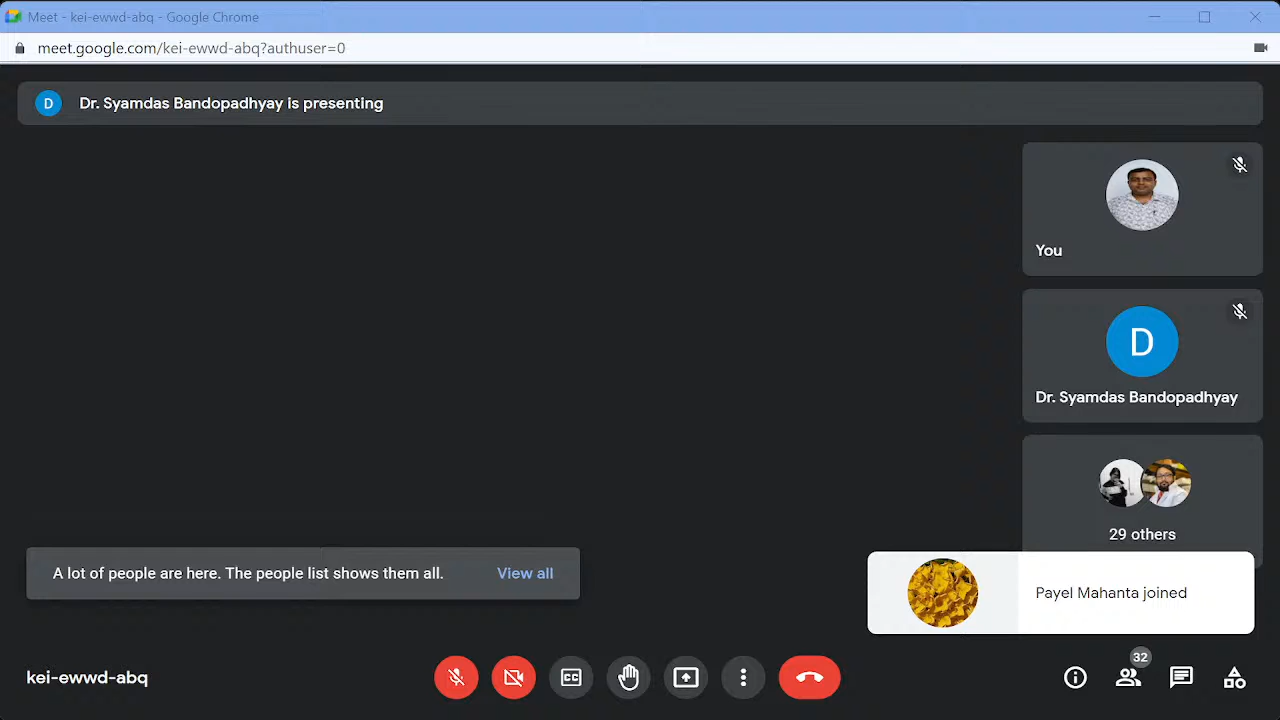 Meet - kei-ewwd-abq - Google Chrome
meet.google.com/kei-ewwd-abq?authuser=0
D Dr. Syamdas Bandopadhyay is presenting
You
D
Dr. Syamdas Bandopadhyay
29 others
A lot of people are here. The people list shows them all. View all
Payel Mahanta joined
kei-ewwd-abq
CC
32